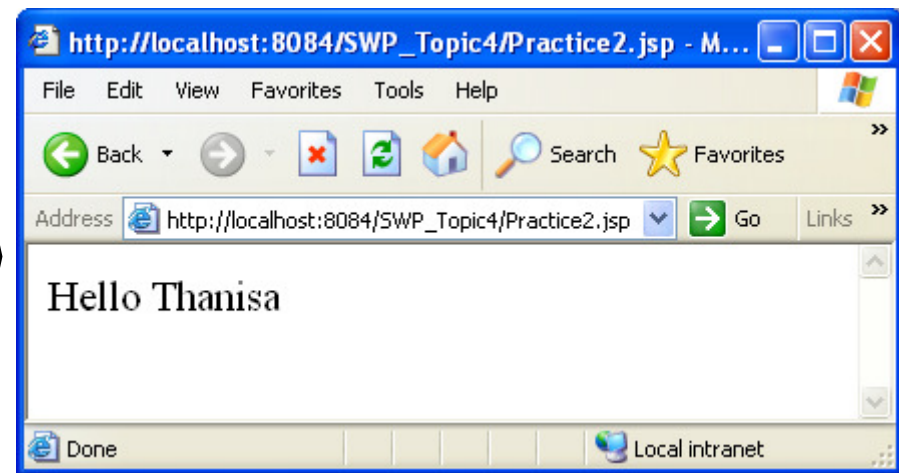 http://localhost:8084/SWP_Topic4/Practice2.jsp - M...
File Edit View Favorites Tools Help
Back Search Favorites »
Address http://localhost:8084/SWP_Topic4/Practice2.jsp Go Links »
Hello Thanisa
Done Local intranet